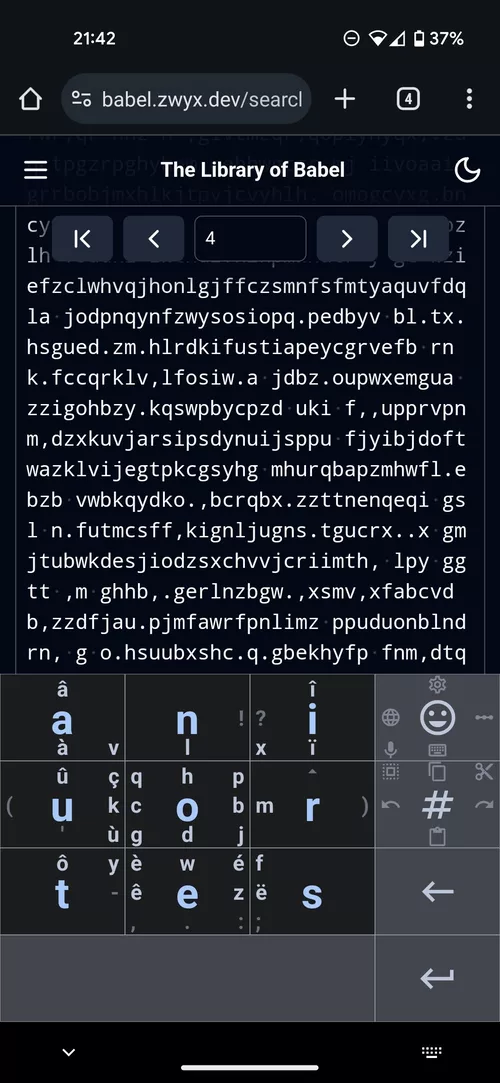 21:42
37%
babel.zwyx.dev/searcl
4
The Library of Babel
4
efzclwhvqjhonlgjffczsmnfsfmtyaquvfdq
la·jodpnqynfzwysosiopq.pedbyv·bl.tx.
hsgued.zm.hlrdkifustiapeycgrvefb·rn
k.fccqrklv,lfosiw.a·jdbz.oupwxemgua·
zzigohbzy.kqswpbycpzd·uki·f,,upprvpn
m,dzxkuvjarsipsdynuijsppu·fjyibjdoft
wazklvijegtpkcgsyhg·mhurqbapzmhwfl.e
bzb·vwbkqydko.,bcrqbx.zzttnenqeqi·gs
l·n.futmcsff,kignljugns.tgucrx..x·gm
jtubwkdesjiodzsxchvvjcriimth,·lpy·gg
tt·,m·ghhb,.gerlnzbgw.,xsmv,xfabcvd
b,zzdfjau.pjmfawrfpnlimz·ppuduonblnd
rn,·g·o.hsuubxshc.q.gbekhyfp·fnm,dtq
â î
a n ! ? i
à v l x ï
û ç q h p ^
( u k c o b m r )
' ù g d j
ô y è w é f
t - ê e z ë s
, . : ;
#